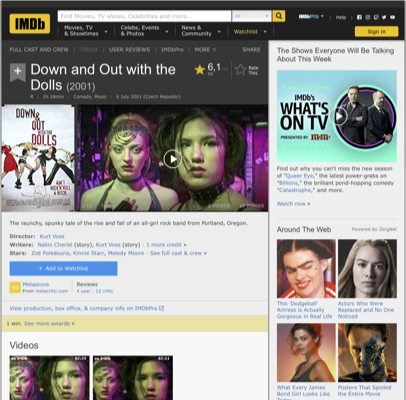 IMDb
Find Movies, TV shows, Celebrities and more...
All
IMDbPro
Help
Movies, TV
& Showtimes
Celebs, Events
& Photos
News &
Community
Watchlist
Sign in
FULL CAST AND CREW | TRIVIA | USER REVIEWS | IMDbPro | MORE
SHARE
Down and Out with the
Dolls (2001)
6,1
Rate
This
R | 1h 28min | Comedy, Music | 6 July 2001 (Czech Republic)
DOWN
& OUT
WITH THE
DOLLS
The raunchy, spunky tale of the rise and fall of an all-girl rock band from Portland, Oregon.
Director: Kurt Voss
Writers: Nalini Cheriel (story), Kurt Voss (story) | 1 more credit »
Stars: Zoë Poledouris, Kinnie Starr, Melody Moore | See full cast & crew »
+ Add to Watchlist
Metascore
From metacritic.com
Reviews
4 user | 12 critic
View production, box office, & company info on IMDbPro
1 win. See more awards »
Videos
The Shows Everyone Will Be Talking
About This Week
IMDb's
WHAT'S
ON TV
PRESENTED BY m&m's
Find out why you can't miss the new season
of "Queer Eye," the latest power-grabs on
"Billions," the brilliant pond-hopping comedy
"Catastrophe," and more.
Watch now »
Around The Web
Powered by ZergNet
This 'Dodgeball'
Actress is Actually
Gorgeous in Real Life
Actors Who Were
Replaced and No One
Noticed
What Every James
Bond Girl Looks Like
Posters That Spoiled
the Entire Movie